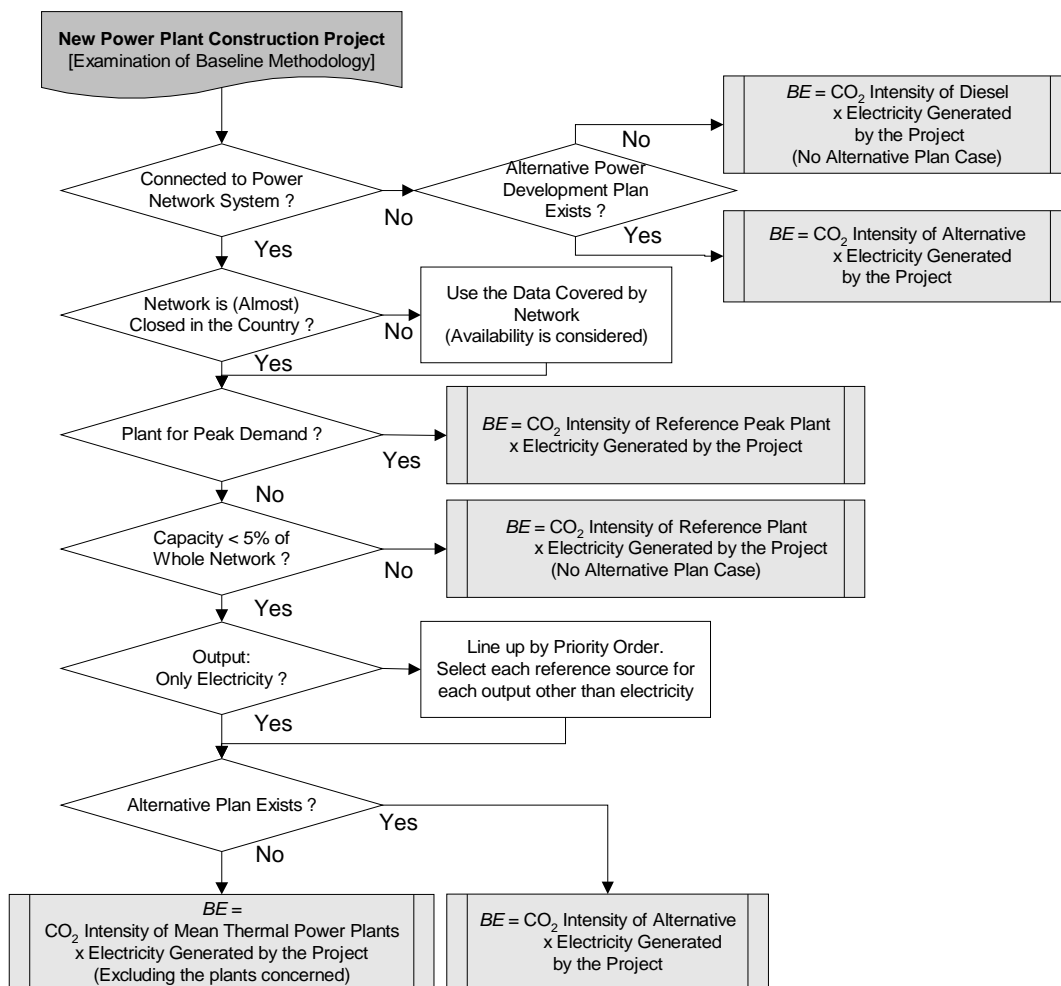 New Power Plant Construction Project
[Examination of Baseline Methodology]
BE = CO₂ Intensity of Diesel
x Electricity Generated
by the Project
(No Alternative Plan Case)
No
Alternative Power
Development Plan
Exists ?
Connected to Power
Network System ?
No
Yes
Yes
BE = CO₂ Intensity of Alternative
x Electricity Generated
by the Project
Network is (Almost)
Closed in the Country ?
No
Use the Data Covered by
Network
(Availability is considered)
Yes
Plant for Peak Demand ?
Yes
BE = CO₂ Intensity of Reference Peak Plant
x Electricity Generated by the Project
No
Capacity < 5% of
Whole Network ?
No
BE = CO₂ Intensity of Reference Plant
x Electricity Generated by the Project
(No Alternative Plan Case)
Yes
Output:
Only Electricity ?
Line up by Priority Order.
Select each reference source for
each output other than electricity
Yes
Alternative Plan Exists ?
Yes
No
BE =
CO₂ Intensity of Mean Thermal Power Plants
x Electricity Generated by the Project
(Excluding the plants concerned)
BE = CO₂ Intensity of Alternative
x Electricity Generated
by the Project